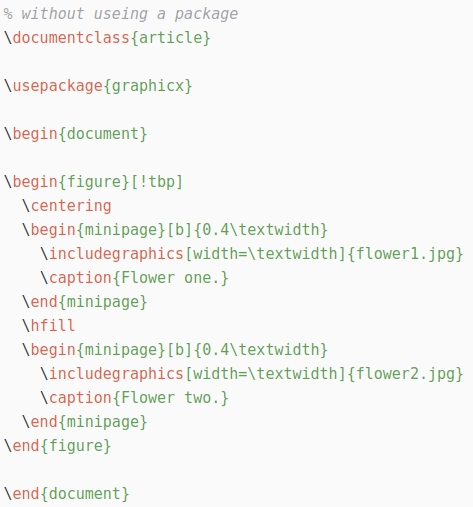 % without useing a package
\documentclass{article}

\usepackage{graphicx}

\begin{document}

\begin{figure}[!tbp]
  \centering
  \begin{minipage}[b]{0.4\textwidth}
    \includegraphics[width=\textwidth]{flower1.jpg}
    \caption{Flower one.}
  \end{minipage}
  \hfill
  \begin{minipage}[b]{0.4\textwidth}
    \includegraphics[width=\textwidth]{flower2.jpg}
    \caption{Flower two.}
  \end{minipage}
\end{figure}

\end{document}